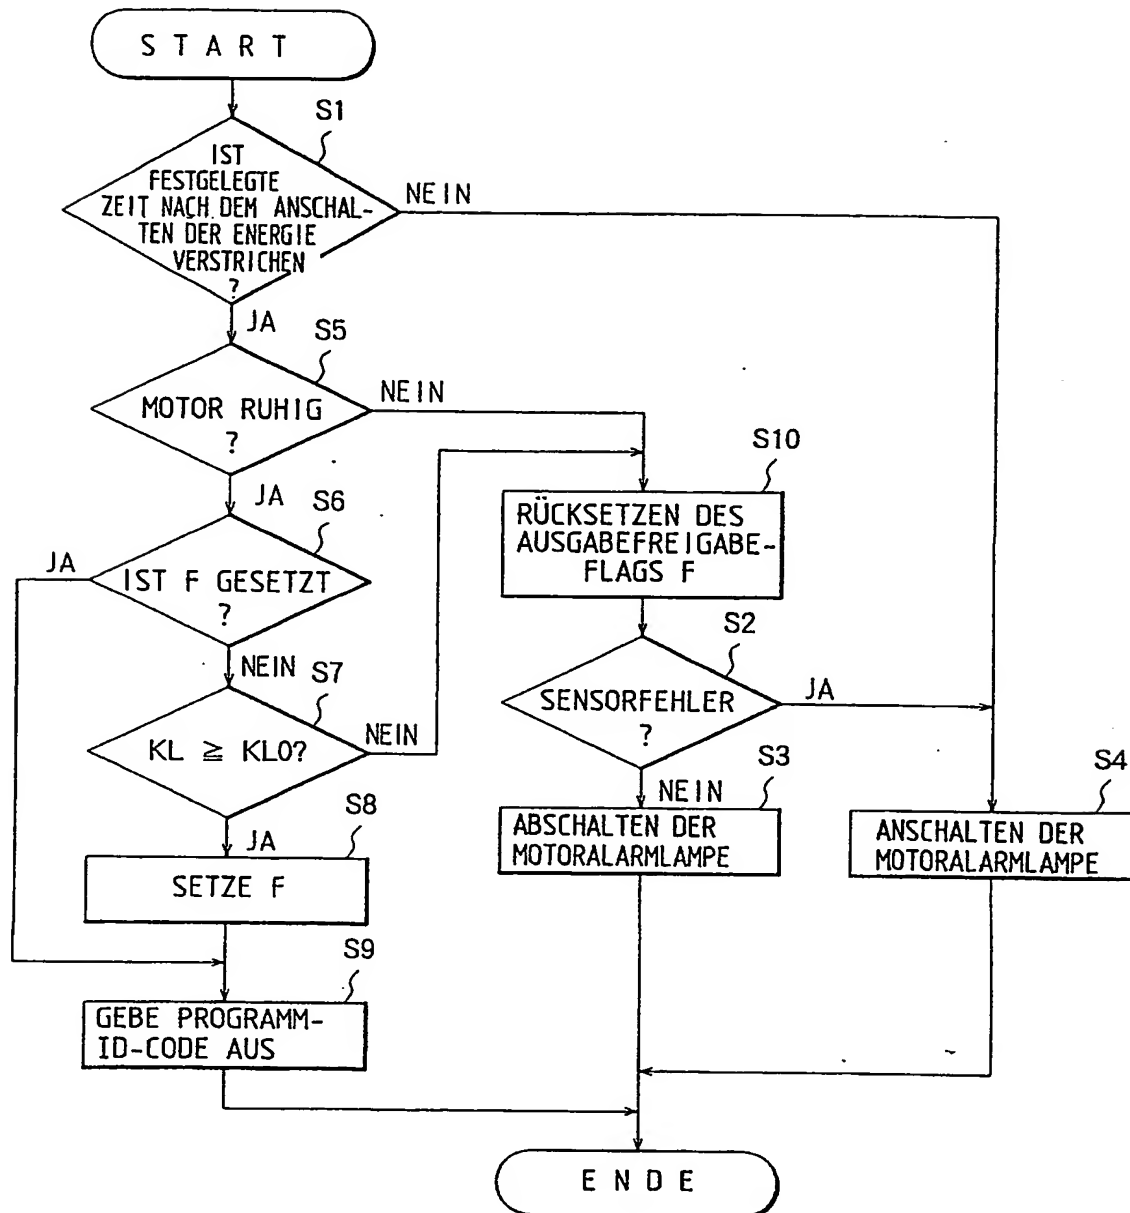 START
S1
IST
FESTGELEGTE
ZEIT NACH DEM ANSCHAL-
TEN DER ENERGIE
VERSTRICHEN
?
NEIN
JA
S5
MOTOR RUHIG
?
NEIN
JA
S6
IST F GESETZT
?
JA
NEIN
S7
KL ≧ KL0?
NEIN
JA
S8
SETZE F
S9
GEBE PROGRAMM-
ID-CODE AUS
S10
RÜCKSETZEN DES
AUSGABEFREIGABE-
FLAGS F
S2
SENSORFEHLER
?
JA
NEIN
S3
ABSCHALTEN DER
MOTORALARMLAMPE
S4
ANSCHALTEN DER
MOTORALARMLAMPE
ENDE